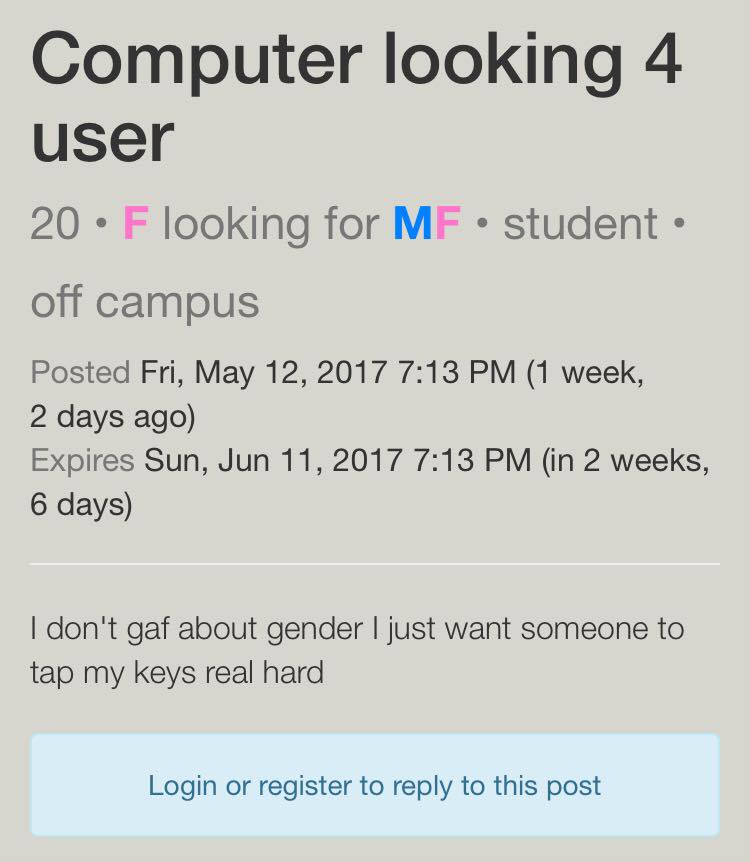 Computer looking 4
user
20 • F looking for MF • student •
off campus
Posted Fri, May 12, 2017 7:13 PM (1 week,
2 days ago)
Expires Sun, Jun 11, 2017 7:13 PM (in 2 weeks,
6 days)
I don't gaf about gender I just want someone to
tap my keys real hard
Login or register to reply to this post